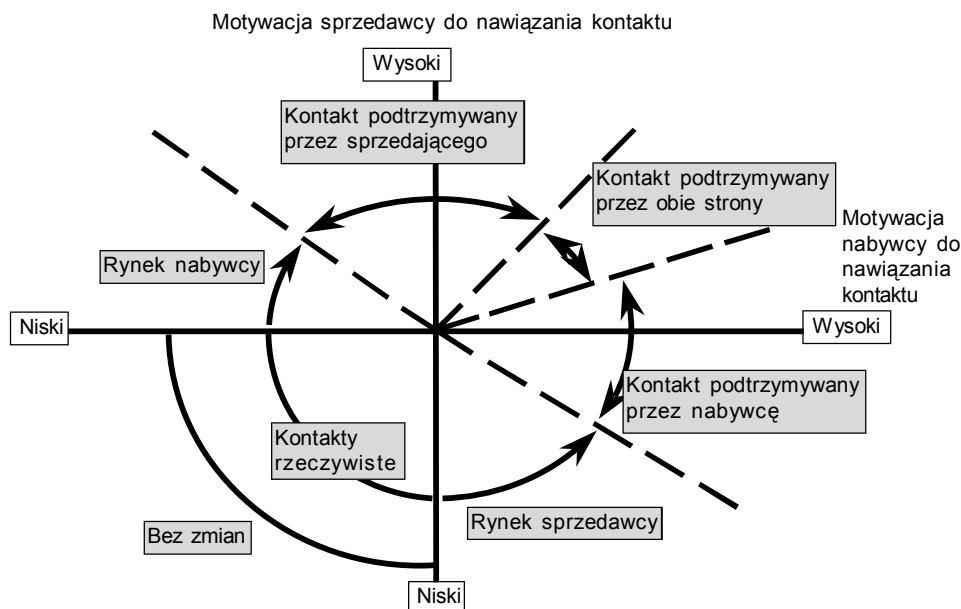 Motywacja sprzedawcy do nawiązania kontaktu
Wysoki
Kontakt podtrzymywany
przez sprzedającego
Kontakt podtrzymywany
przez obie strony
Motywacja
nabywcy do
nawiązania
kontaktu
Rynek nabywcy
Niski
Wysoki
Kontakt podtrzymywany
przez nabywcę
Kontakty
rzeczywiste
Rynek sprzedawcy
Bez zmian
Niski